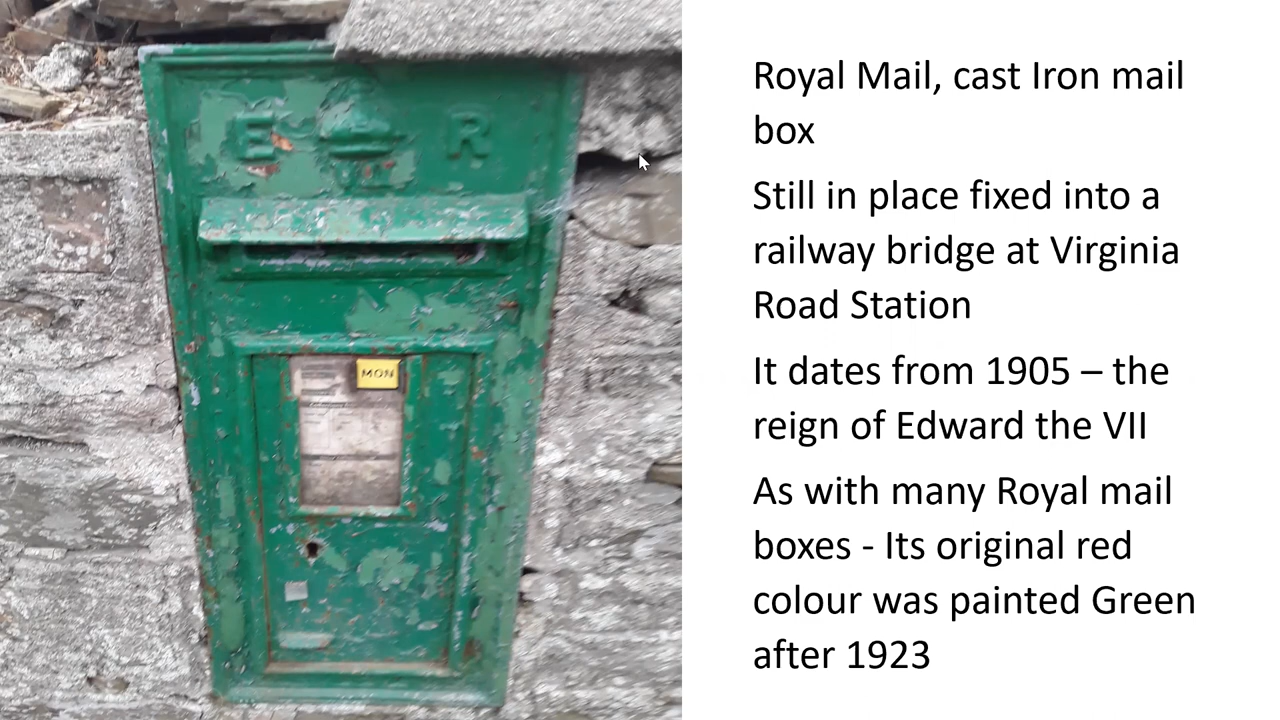 E R
VII
MON
Royal Mail, cast Iron mail
box
Still in place fixed into a
railway bridge at Virginia
Road Station
It dates from 1905 – the
reign of Edward the VII
As with many Royal mail
boxes - Its original red
colour was painted Green
after 1923